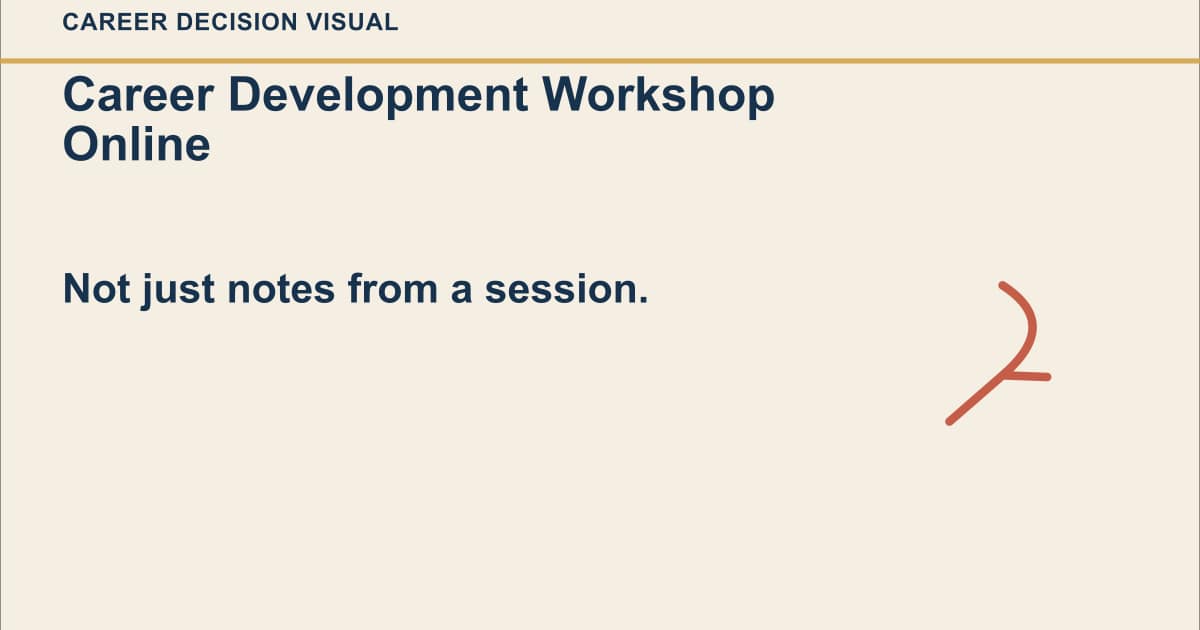 CAREER DECISION VISUAL
Career Development Workshop
Online
Not just notes from a session.